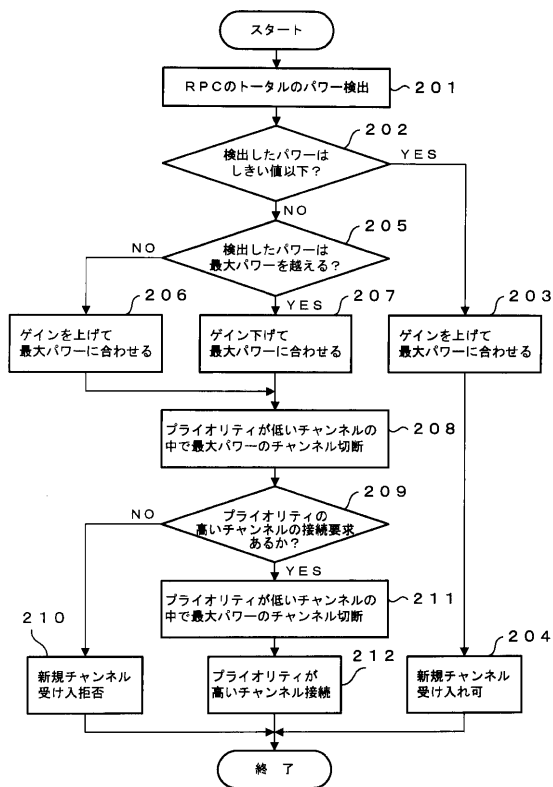 スタート
RPCのトータルのパワー検出
201
202
検出したパワーは
しきい値以下？
YES
NO
205
検出したパワーは
最大パワーを越える？
NO
YES
206
ゲインを上げて
最大パワーに合わせる
207
ゲイン下げて
最大パワーに合わせる
203
ゲインを上げて
最大パワーに合わせる
208
プライオリティが低いチャンネルの
中で最大パワーのチャンネル切断
209
プライオリティの
高いチャンネルの接続要求
あるか？
NO
YES
211
プライオリティが低いチャンネルの
中で最大パワーのチャンネル切断
210
新規チャンネル
受け入拒否
212
プライオリティが
高いチャンネル接続
204
新規チャンネル
受け入れ可
終 了